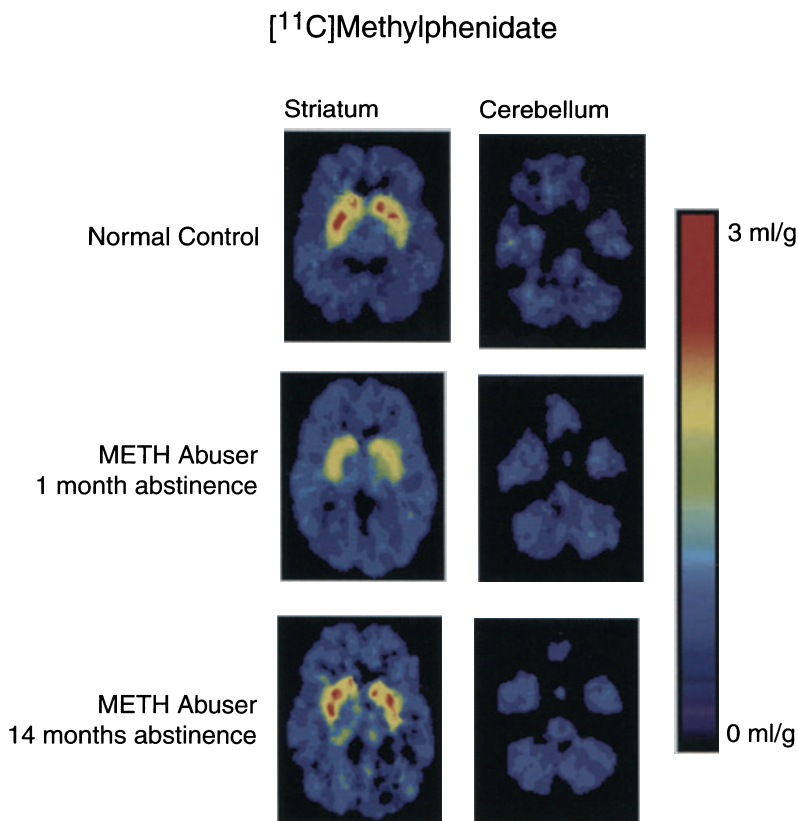 [¹¹C]Methylphenidate
Striatum
Cerebellum
Normal Control
3 ml/g
METH Abuser
1 month abstinence
METH Abuser
14 months abstinence
0 ml/g